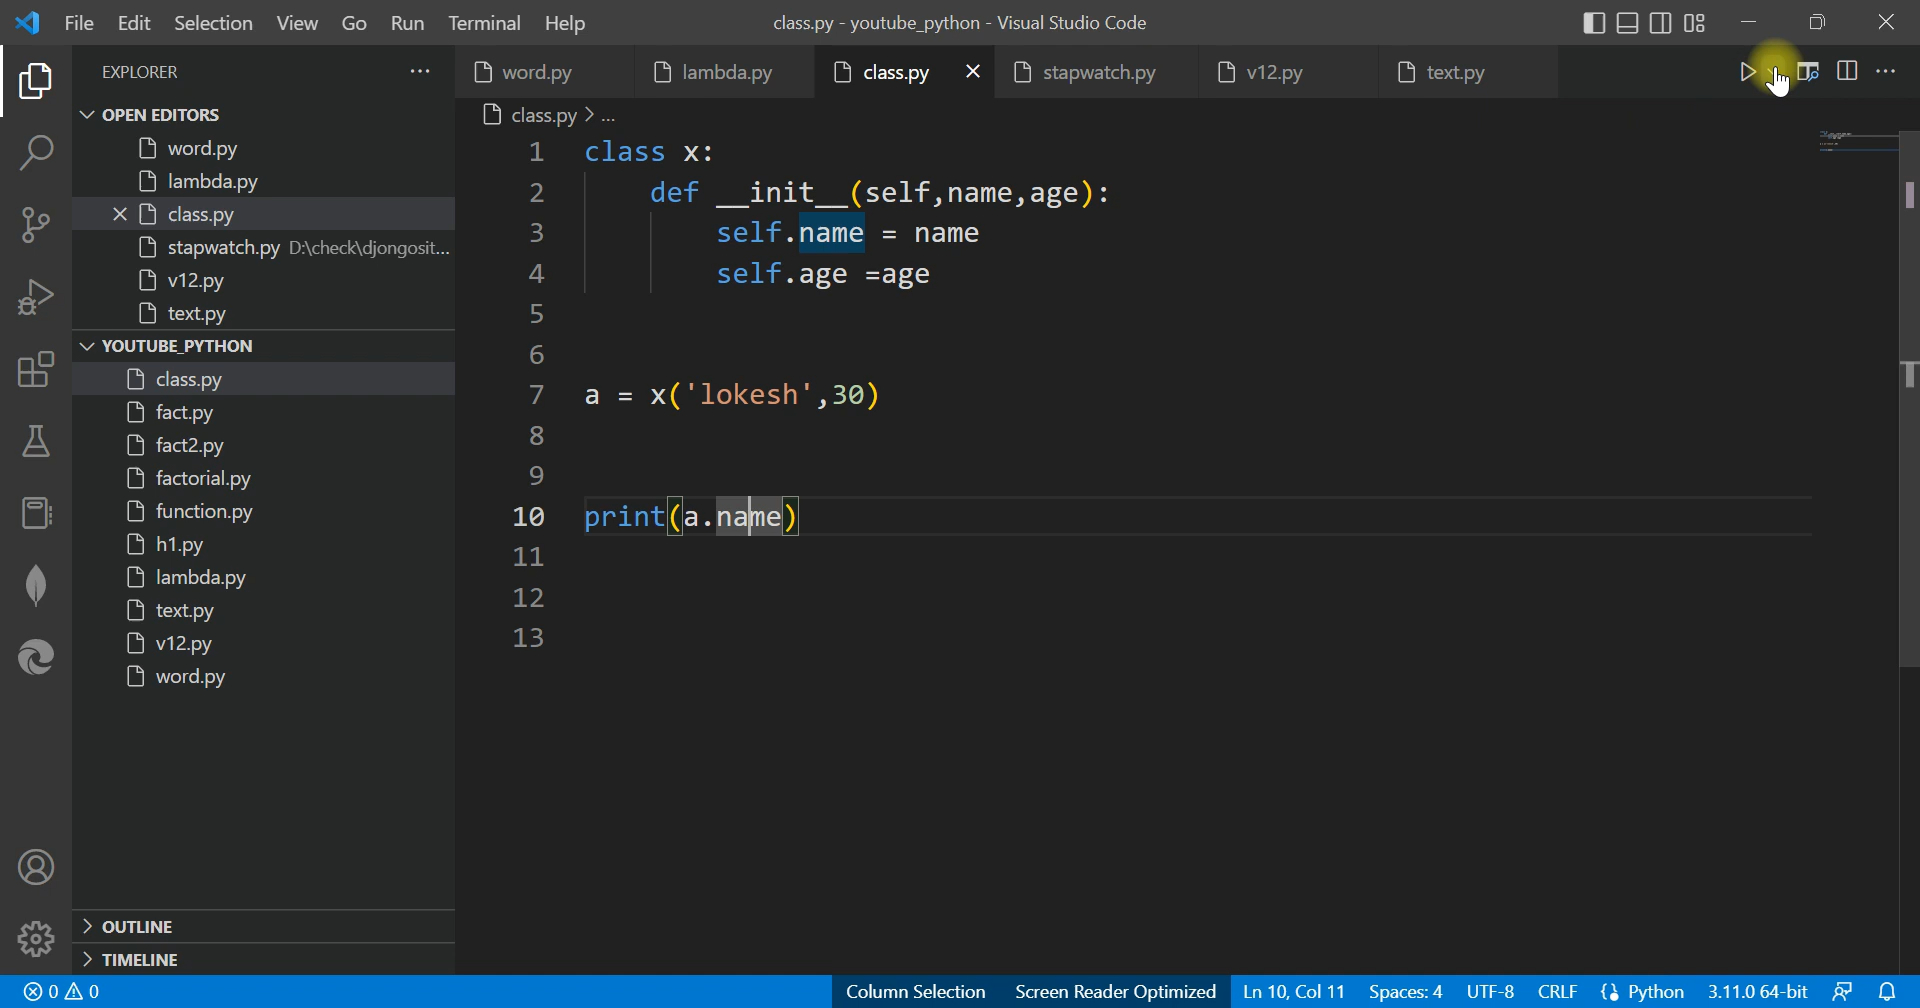 File Edit Selection View Go Run Terminal Help
class.py - youtube_python - Visual Studio Code
EXPLORER
OPEN EDITORS
word.py
lambda.py
class.py
stapwatch.py D:\check\djongosit...
v12.py
text.py
YOUTUBE_PYTHON
class.py
fact.py
fact2.py
factorial.py
function.py
h1.py
lambda.py
text.py
v12.py
word.py
OUTLINE
TIMELINE
word.py lambda.py class.py stapwatch.py v12.py text.py
class.py > ...
1 class x:
2 def __init__(self,name,age):
3 self.name = name
4 self.age =age
5
6
7 a = x('lokesh',30)
8
9
10 print(a.name)
11
12
13
0 0 Column Selection Screen Reader Optimized Ln 10, Col 11 Spaces: 4 UTF-8 CRLF Python 3.11.0 64-bit